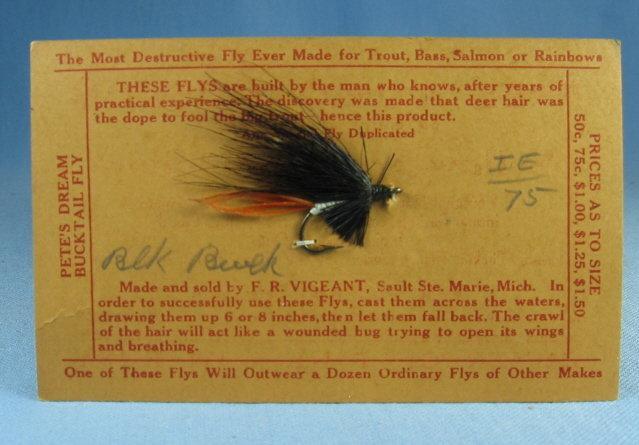 The Most Destructive Fly Ever Made for Trout, Bass, Salmon or Rainbows
THESE FLYS are built by the man who knows, after years of
practical experience. The discovery was made that deer hair was
the dope to fool the big trout—hence this product.
Fly Duplicated
PETE'S DREAM
BUCKTAIL FLY
PRICES AS TO SIZE
50c, 75c, $1.00, $1.25, $1.50
IE
75
Blk Buck
Made and sold by F. R. VIGEANT, Sault Ste. Marie, Mich. In
order to successfully use these Flys, cast them across the waters,
drawing them up 6 or 8 inches, then let them fall back. The crawl
of the hair will act like a wounded bug trying to open its wings
and breathing.
One of These Flys Will Outwear a Dozen Ordinary Flys of Other Makes